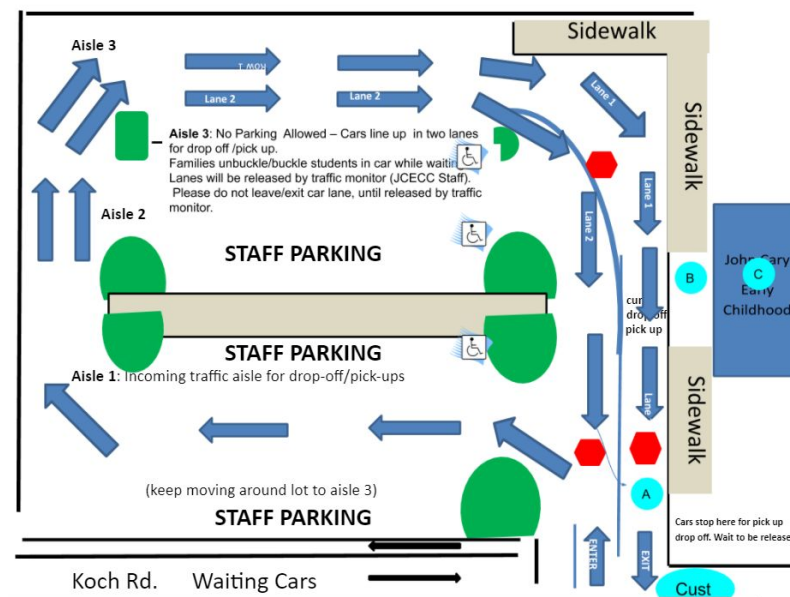 Sidewalk
Aisle 3
Lane 1
Lane 2
Lane 2
Lane 1
Sidewalk
Aisle 3: No Parking Allowed – Cars line up in two lanes
for drop off /pick up.
Families unbuckle/buckle students in car while waiting
Lanes will be released by traffic monitor (JCECC Staff).
Please do not leave/exit car lane, until released by traffic
monitor.
Lane 1
Aisle 2
Lane 2
STAFF PARKING
B
John Cary
C
Early
Childhood
drop off
pick up
STAFF PARKING
Aisle 1: Incoming traffic aisle for drop-off/pick-ups
Lane
Sidewalk
(keep moving around lot to aisle 3)
A
STAFF PARKING
Cars stop here for pick up
drop off. Wait to be release
ENTER
EXIT
Koch Rd. Waiting Cars
Cust